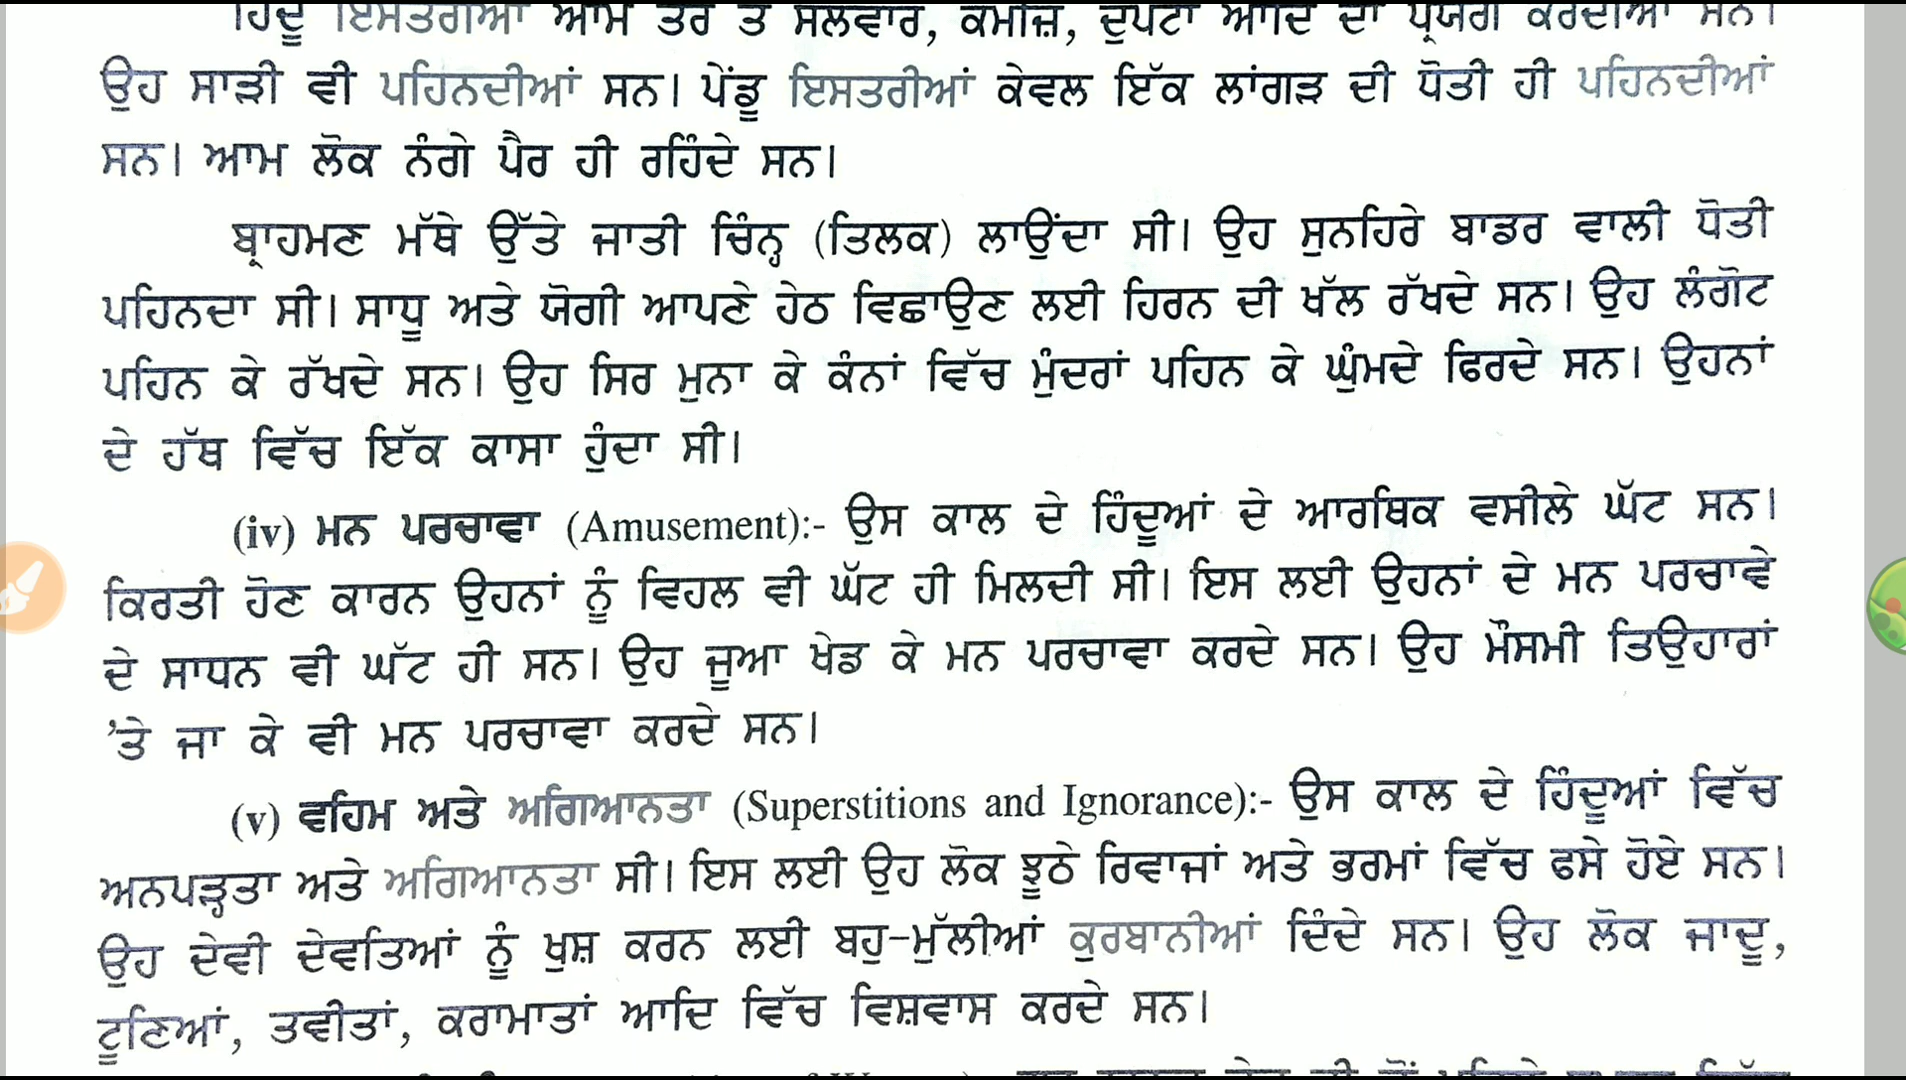 ਹਿੰਦੂ ਇਸਤਰੀਆਂ ਆਮ ਤੌਰ ਤੇ ਸਲਵਾਰ, ਕਮੀਜ਼, ਦੁਪਟਾ ਆਦਿ ਦਾ ਪ੍ਰਯੋਗ ਕਰਦੀਆਂ ਸਨ।
ਉਹ ਸਾੜੀ ਵੀ ਪਹਿਨਦੀਆਂ ਸਨ। ਪੇਂਡੂ ਇਸਤਰੀਆਂ ਕੇਵਲ ਇੱਕ ਲਾਂਗੜ ਦੀ ਧੋਤੀ ਹੀ ਪਹਿਨਦੀਆਂ
ਸਨ। ਆਮ ਲੋਕ ਨੰਗੇ ਪੈਰ ਹੀ ਰਹਿੰਦੇ ਸਨ।
ਬ੍ਰਾਹਮਣ ਮੱਥੇ ਉੱਤੇ ਜਾਤੀ ਚਿੰਨ੍ਹ (ਤਿਲਕ) ਲਾਉਂਦਾ ਸੀ। ਉਹ ਸੁਨਹਿਰੇ ਬਾਡਰ ਵਾਲੀ ਧੋਤੀ
ਪਹਿਨਦਾ ਸੀ। ਸਾਧੂ ਅਤੇ ਯੋਗੀ ਆਪਣੇ ਹੇਠ ਵਿਛਾਉਣ ਲਈ ਹਿਰਨ ਦੀ ਖੱਲ ਰੱਖਦੇ ਸਨ। ਉਹ ਲੰਗੋਟ
ਪਹਿਨ ਕੇ ਰੱਖਦੇ ਸਨ। ਉਹ ਸਿਰ ਮੁਨਾ ਕੇ ਕੰਨਾਂ ਵਿੱਚ ਮੁੰਦਰਾਂ ਪਹਿਨ ਕੇ ਘੁੰਮਦੇ ਫਿਰਦੇ ਸਨ। ਉਹਨਾਂ
ਦੇ ਹੱਥ ਵਿੱਚ ਇੱਕ ਕਾਸਾ ਹੁੰਦਾ ਸੀ।
(iv) ਮਨ ਪਰਚਾਵਾ (Amusement):- ਉਸ ਕਾਲ ਦੇ ਹਿੰਦੂਆਂ ਦੇ ਆਰਥਿਕ ਵਸੀਲੇ ਘੱਟ ਸਨ।
ਕਿਰਤੀ ਹੋਣ ਕਾਰਨ ਉਹਨਾਂ ਨੂੰ ਵਿਹਲ ਵੀ ਘੱਟ ਹੀ ਮਿਲਦੀ ਸੀ। ਇਸ ਲਈ ਉਹਨਾਂ ਦੇ ਮਨ ਪਰਚਾਵੇ
ਦੇ ਸਾਧਨ ਵੀ ਘੱਟ ਹੀ ਸਨ। ਉਹ ਜੂਆ ਖੇਡ ਕੇ ਮਨ ਪਰਚਾਵਾ ਕਰਦੇ ਸਨ। ਉਹ ਮੌਸਮੀ ਤਿਉਹਾਰਾਂ
'ਤੇ ਜਾ ਕੇ ਵੀ ਮਨ ਪਰਚਾਵਾ ਕਰਦੇ ਸਨ।
(v) ਵਹਿਮ ਅਤੇ ਅਗਿਆਨਤਾ (Superstitions and Ignorance):- ਉਸ ਕਾਲ ਦੇ ਹਿੰਦੂਆਂ ਵਿੱਚ
ਅਨਪੜ੍ਹਤਾ ਅਤੇ ਅਗਿਆਨਤਾ ਸੀ। ਇਸ ਲਈ ਉਹ ਲੋਕ ਝੂਠੇ ਰਿਵਾਜਾਂ ਅਤੇ ਭਰਮਾਂ ਵਿੱਚ ਫਸੇ ਹੋਏ ਸਨ।
ਉਹ ਦੇਵੀ ਦੇਵਤਿਆਂ ਨੂੰ ਖੁਸ਼ ਕਰਨ ਲਈ ਬਹੁ-ਮੁੱਲੀਆਂ ਕੁਰਬਾਨੀਆਂ ਦਿੰਦੇ ਸਨ। ਉਹ ਲੋਕ ਜਾਦੂ,
ਟੂਣਿਆਂ, ਤਵੀਤਾਂ, ਕਰਾਮਾਤਾਂ ਆਦਿ ਵਿੱਚ ਵਿਸ਼ਵਾਸ ਕਰਦੇ ਸਨ।